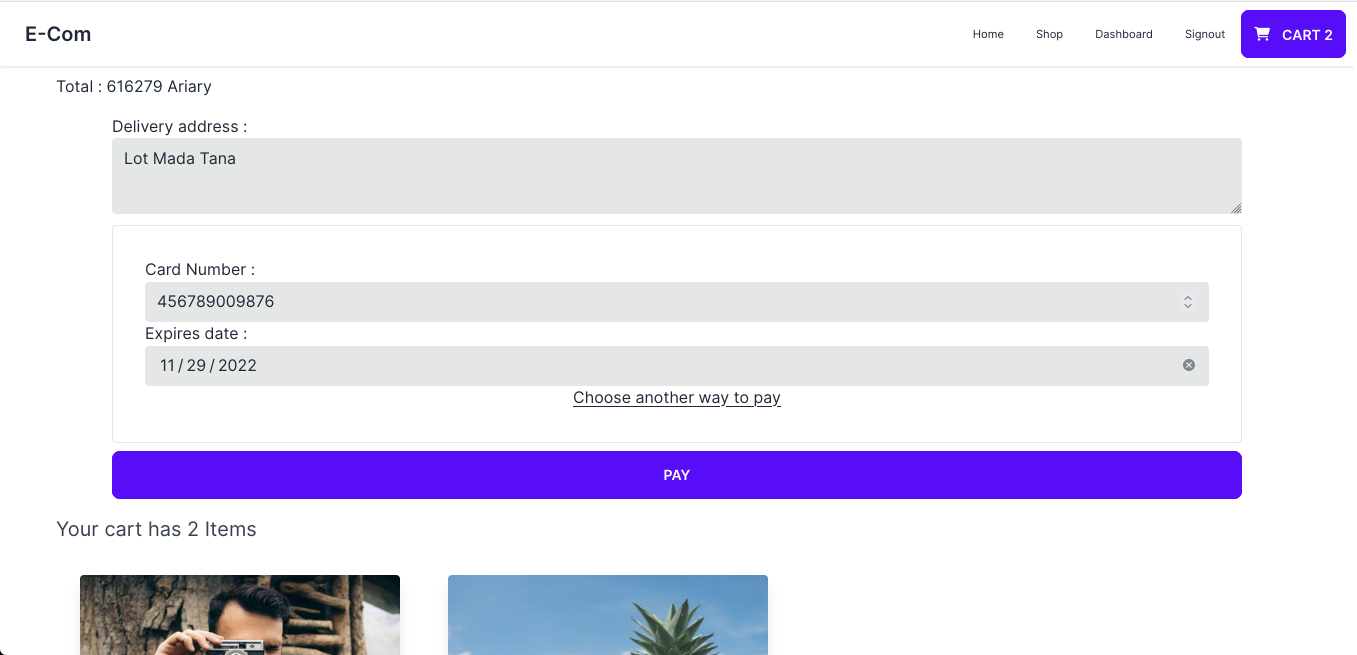 E-Com
Home Shop Dashboard Signout CART 2
Total : 616279 Ariary
Delivery address :
Lot Mada Tana
Card Number :
456789009876
Expires date :
11/29/2022
Choose another way to pay
PAY
Your cart has 2 Items